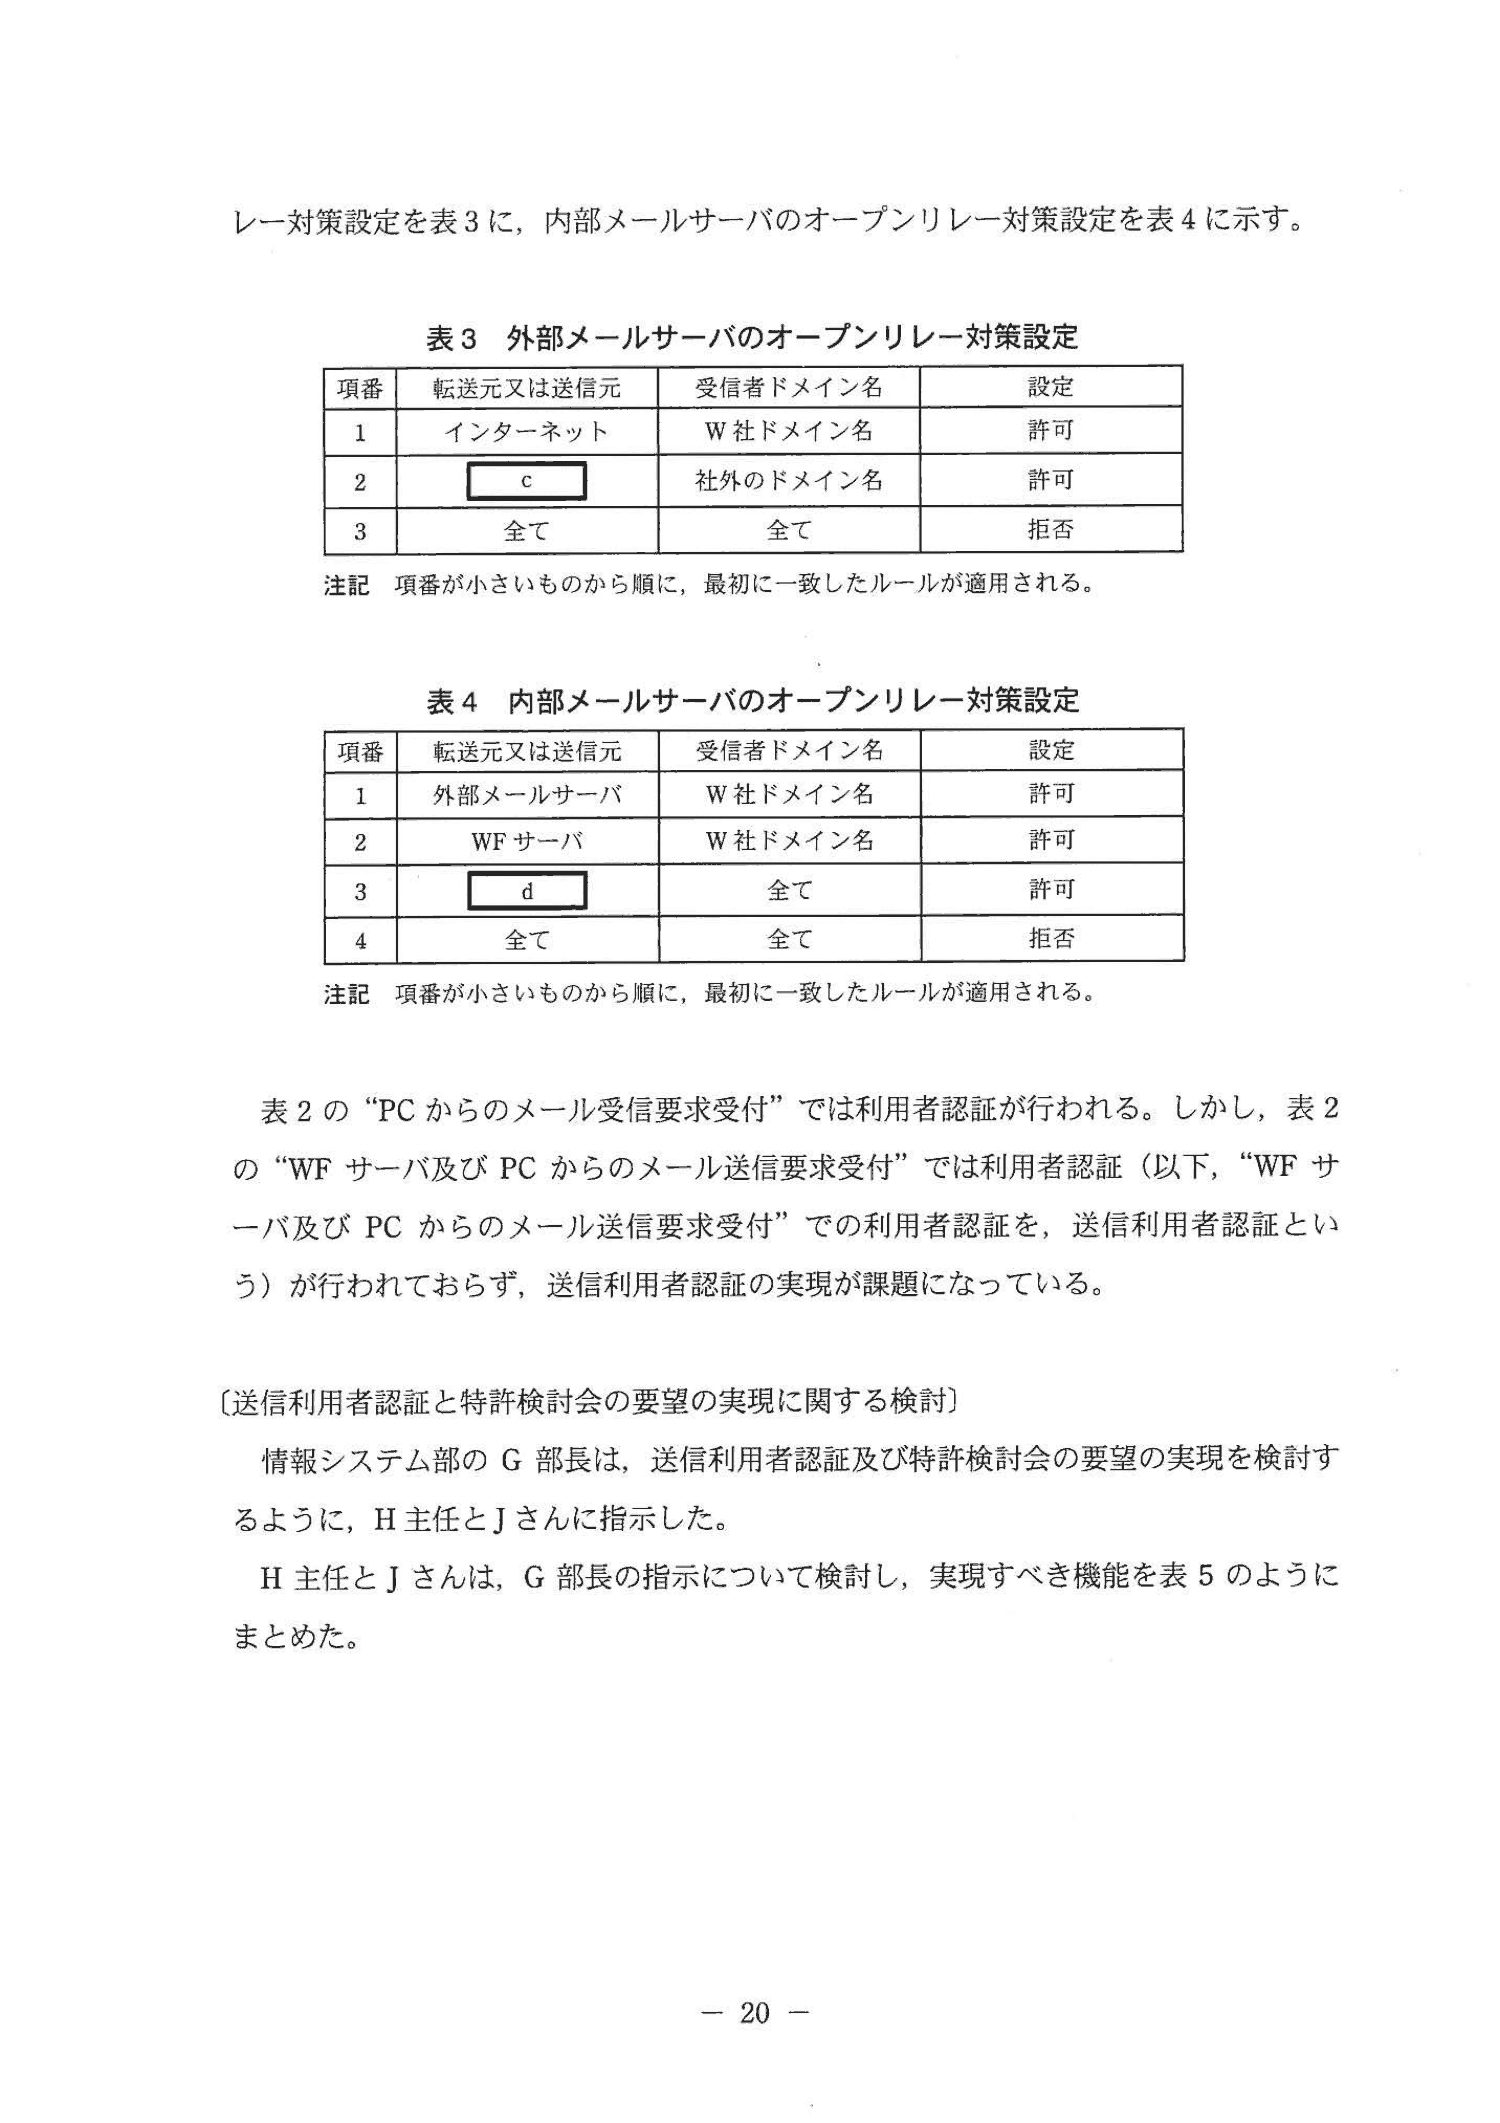 レー対策設定を表3に，内部メールサーバのオープンリレー対策設定を表4に示す。
表3　外部メールサーバのオープンリレー対策設定
項番 転送元又は送信元 受信者ドメイン名 設定
1 インターネット W社ドメイン名 許可
2 c 社外のドメイン名 許可
3 全て 全て 拒否
注記　項番が小さいものから順に，最初に一致したルールが適用される。
表4　内部メールサーバのオープンリレー対策設定
項番 転送元又は送信元 受信者ドメイン名 設定
1 外部メールサーバ W社ドメイン名 許可
2 WFサーバ W社ドメイン名 許可
3 d 全て 許可
4 全て 全て 拒否
注記　項番が小さいものから順に，最初に一致したルールが適用される。
表2の“PCからのメール受信要求受付”では利用者認証が行われる。しかし，表2
の“WF サーバ及び PC からのメール送信要求受付”では利用者認証（以下，“WF サ
ーバ及び PC からのメール送信要求受付”での利用者認証を，送信利用者認証とい
う）が行われておらず，送信利用者認証の実現が課題になっている。
〔送信利用者認証と特許検討会の要望の実現に関する検討〕
情報システム部の G 部長は，送信利用者認証及び特許検討会の要望の実現を検討す
るように，H主任とJさんに指示した。
H 主任と J さんは，G 部長の指示について検討し，実現すべき機能を表 5 のように
まとめた。
－ 20 －